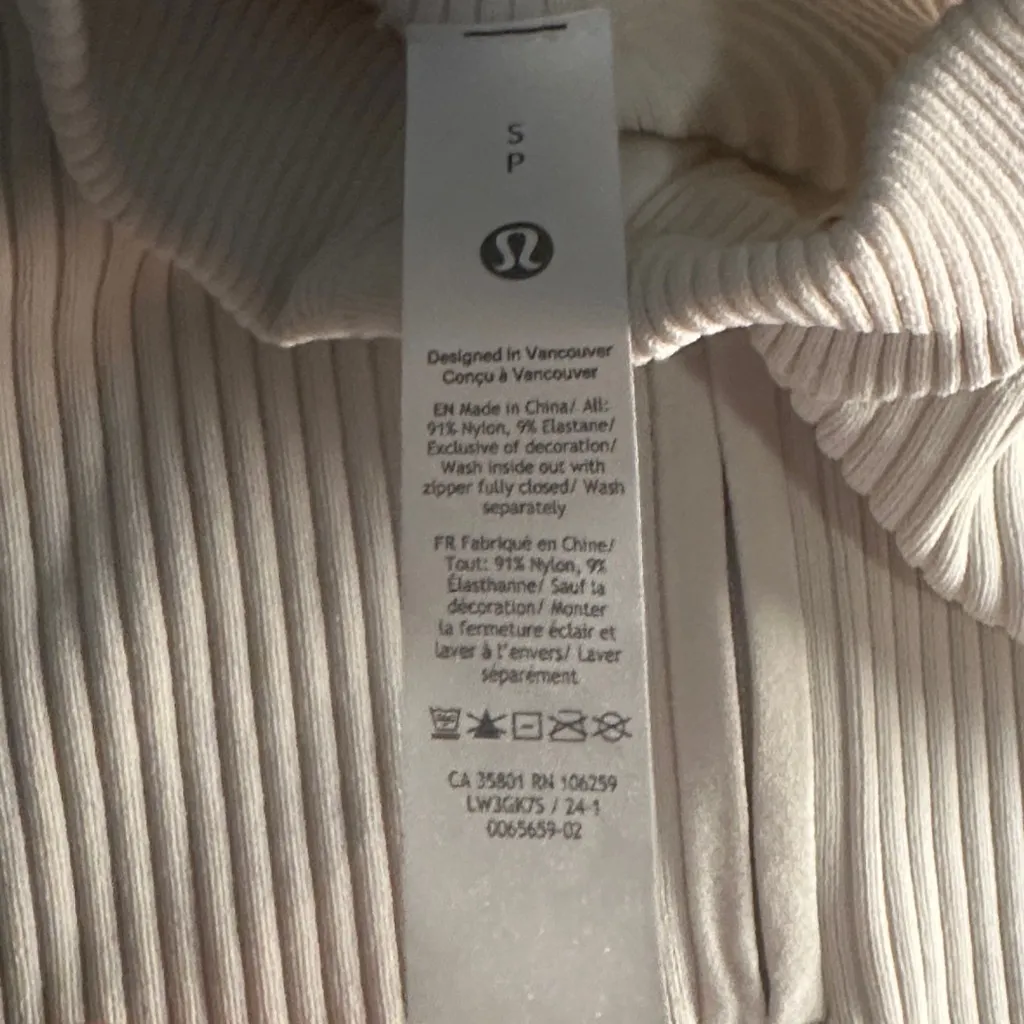 S
P
Designed in Vancouver
Conçu à Vancouver
EN Made in China/ All:
91% Nylon, 9% Elastane/
Exclusive of decoration/
Wash inside out with
zipper fully closed/ Wash
separately
FR Fabriqué en Chine/
Tout: 91% Nylon, 9%
Élasthanne/ Sauf la
décoration/ Monter
la fermeture éclair et
laver à l'envers/ Laver
séparément
CA 35801 RN 106259
LW3GK7S / 24-1
0065659-02